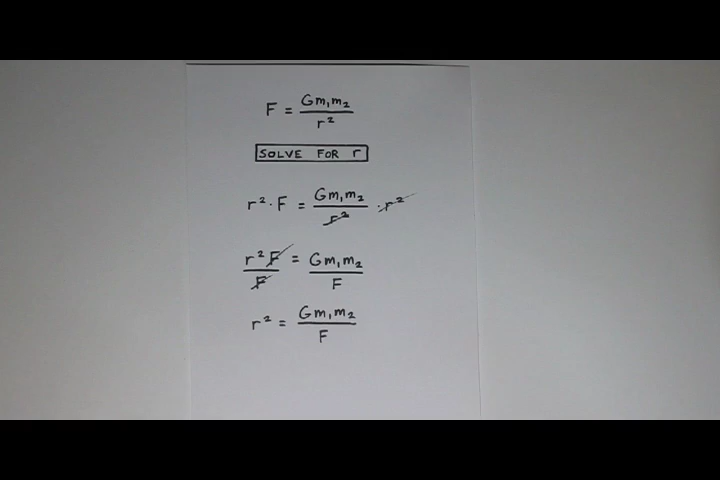 F = Gm₁m₂ / r²
SOLVE FOR r
r² · F = Gm₁m₂ / r² · r²
r²F / F = Gm₁m₂ / F
r² = Gm₁m₂ / F